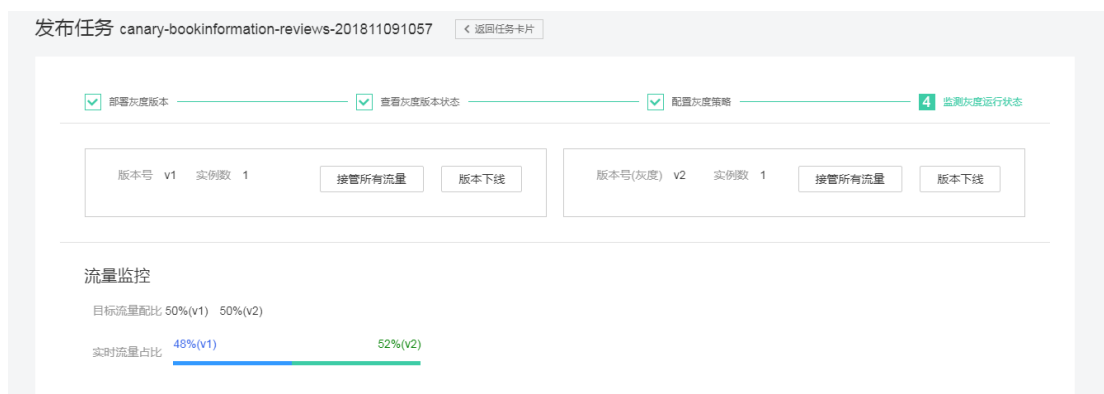 发布任务 canary-bookinformation-reviews-201811091057 < 返回任务卡片
部署灰度版本 查看灰度版本状态 配置灰度策略 4 监测灰度运行状态
版本号 v1 实例数 1 接管所有流量 版本下线 版本号(灰度) v2 实例数 1 接管所有流量 版本下线
流量监控
目标流量配比 50%(v1) 50%(v2)
实时流量占比 48%(v1) 52%(v2)